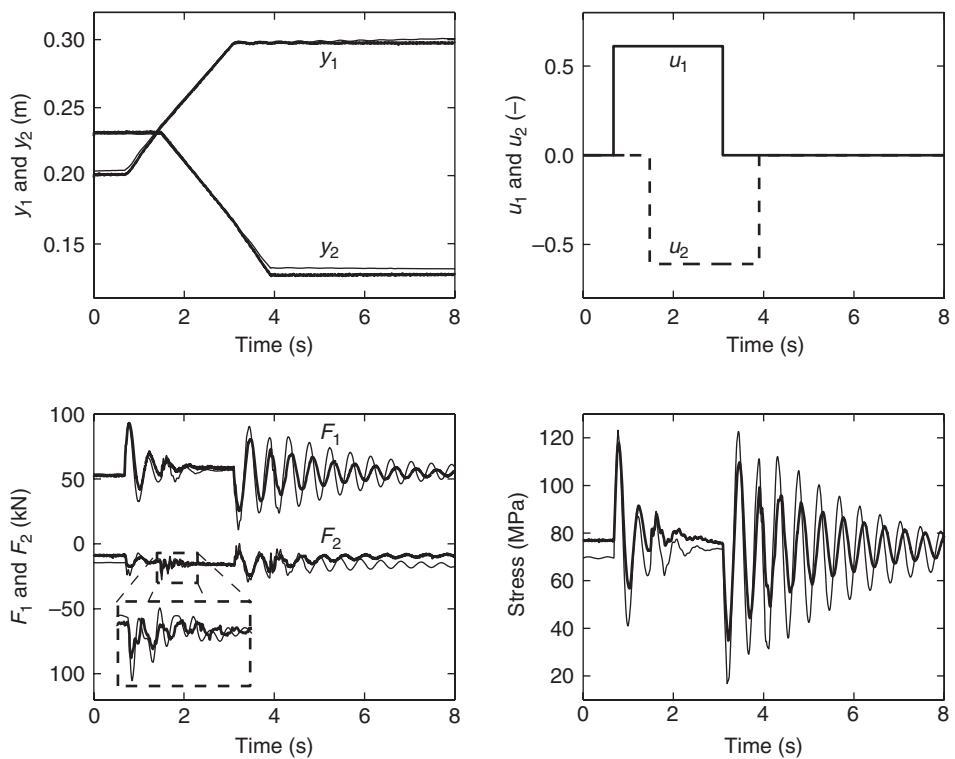 y1 and y2 (m)
0.30
0.25
0.20
0.15
y1
y2
0 2 4 6 8
Time (s)
u1 and u2 (–)
0.5
0.0
−0.5
u1
u2
0 2 4 6 8
Time (s)
F1 and F2 (kN)
100
50
0
−50
100
F1
F2
0 2 4 6 8
Time (s)
Stress (MPa)
120
100
80
60
40
20
0 2 4 6 8
Time (s)